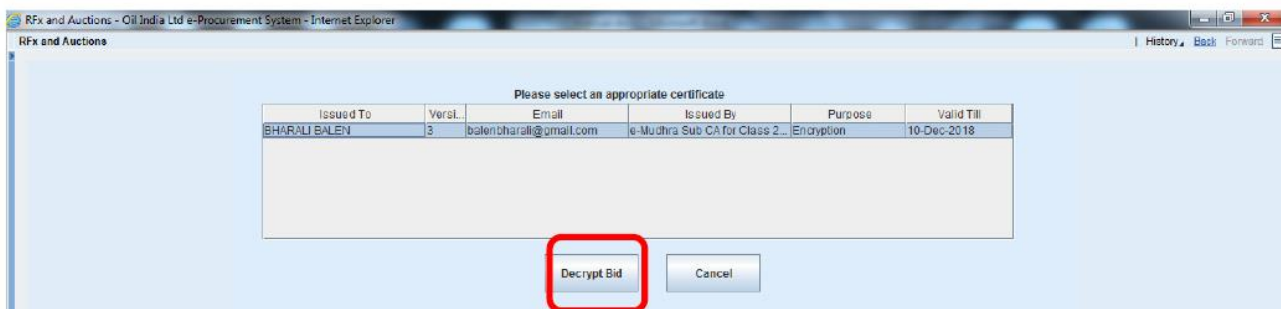 RFx and Auctions - Oil India Ltd e-Procurement System - Internet Explorer
RFx and Auctions | History Back Forward
Please select an appropriate certificate
Issued To Versi... Email Issued By Purpose Valid Till
BHARALI BALEN 3 balenbharali@gmail.com e-Mudhra Sub CA for Class 2... Encryption 10-Dec-2018
Decrypt Bid Cancel